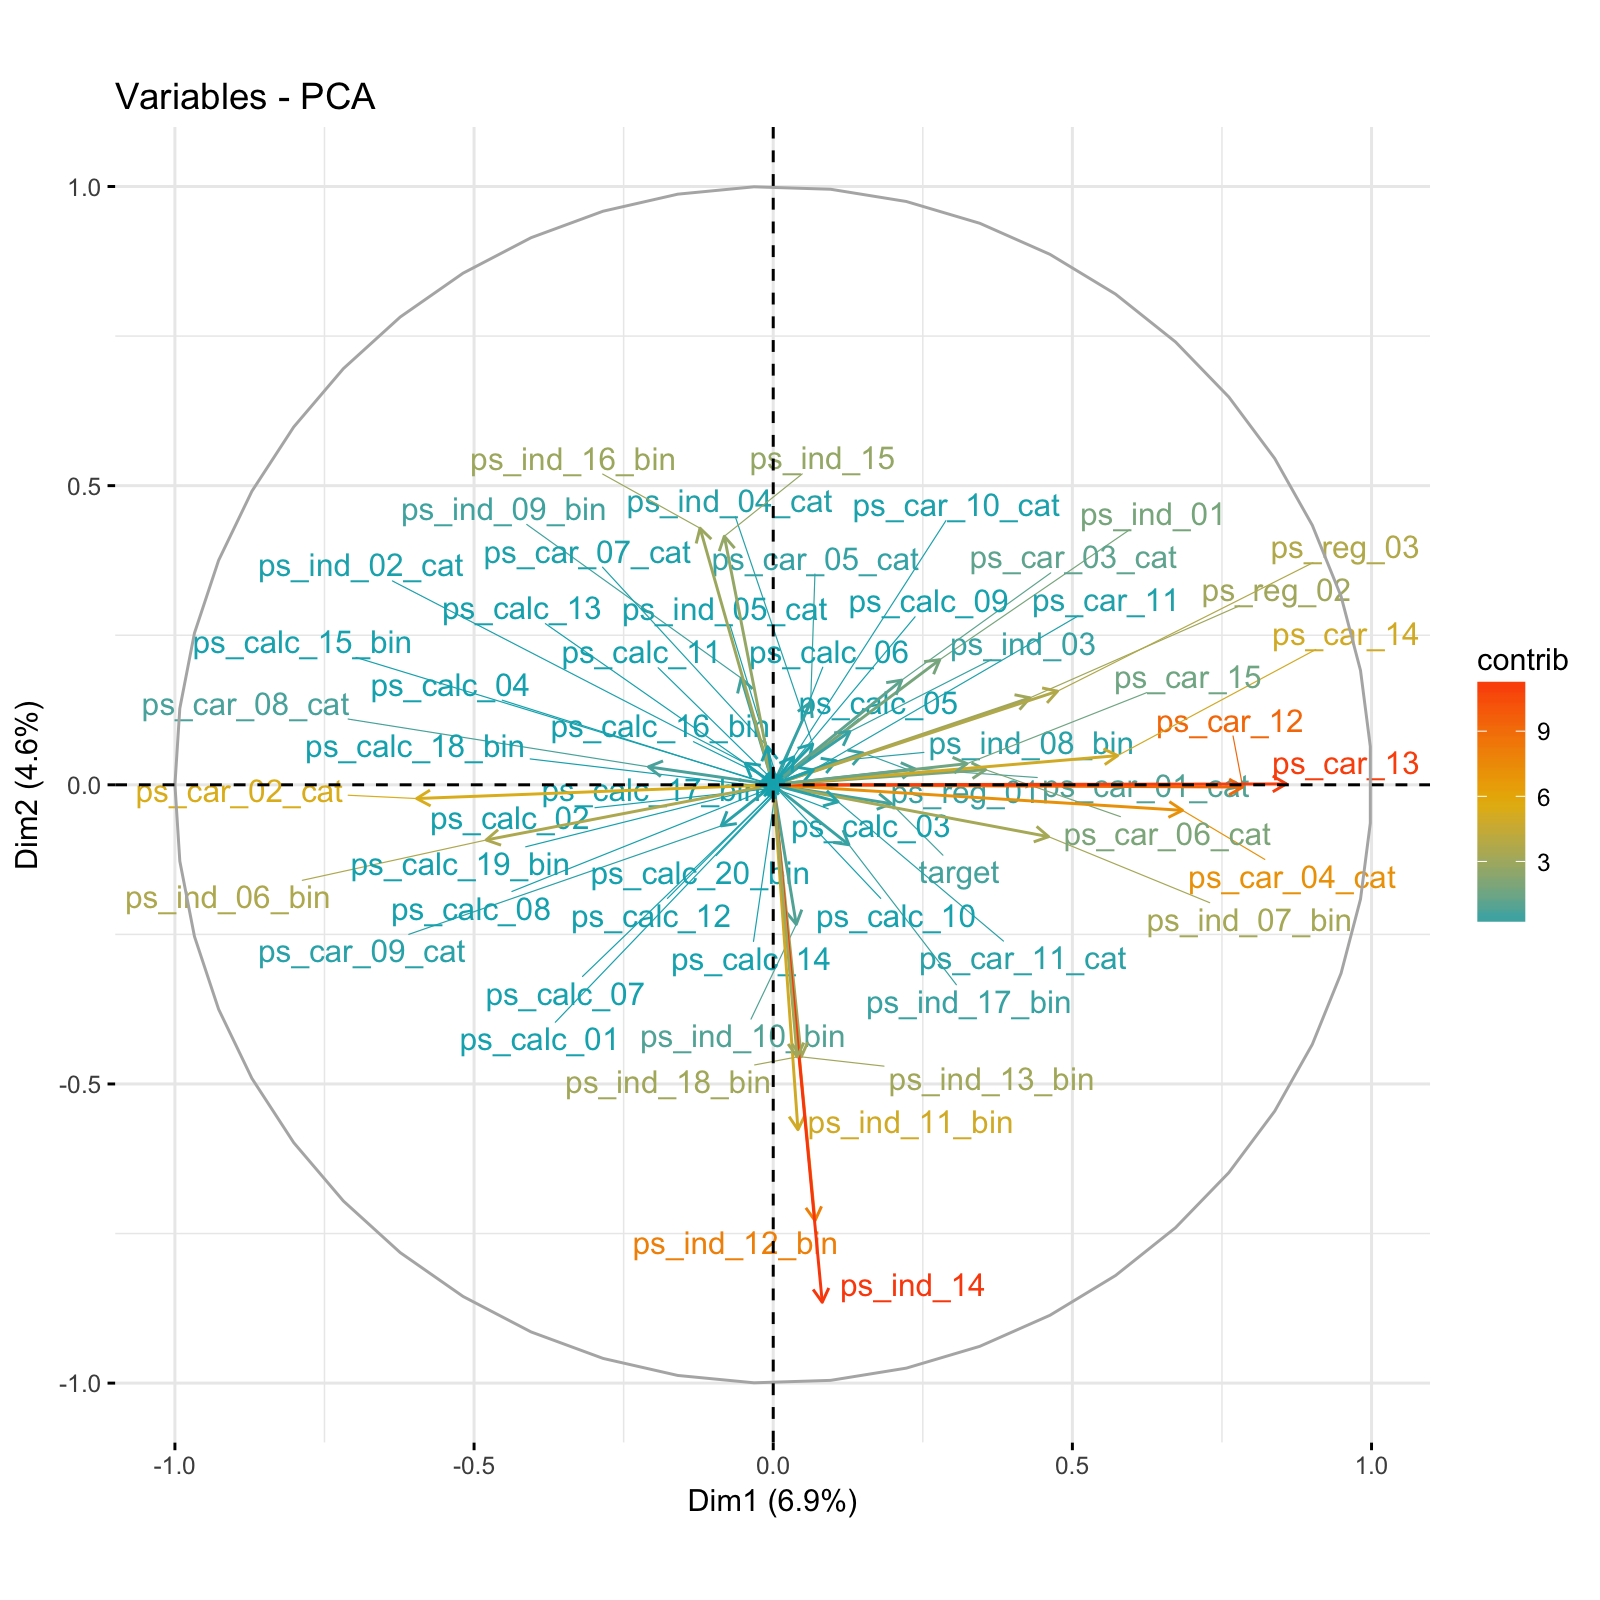 Variables - PCA
1.0
0.5
0.0
-0.5
-1.0
Dim2 (4.6%)
ps_ind_16_bin
ps_ind_15
ps_ind_09_bin
ps_ind_04_cat
ps_car_10_cat
ps_ind_01
ps_ind_02_cat
ps_car_07_cat
ps_car_05_cat
ps_car_03_cat
ps_reg_03
ps_calc_13
ps_ind_05_cat
ps_calc_09
ps_car_11
ps_reg_02
ps_calc_15_bin
ps_calc_11
ps_calc_06
ps_ind_03
ps_car_14
ps_calc_04
ps_car_15
ps_car_08_cat
ps_calc_16_bin
ps_calc_05
ps_car_12
ps_calc_18_bin
ps_ind_08_bin
ps_car_13
ps_car_02_cat
ps_calc_17_bin
ps_reg_01
ps_car_01_cat
ps_calc_02
ps_calc_03
ps_car_06_cat
ps_calc_19_bin
ps_calc_20_bin
target
ps_car_04_cat
ps_ind_06_bin
ps_calc_08
ps_calc_12
ps_calc_10
ps_ind_07_bin
ps_car_09_cat
ps_calc_14
ps_car_11_cat
ps_calc_07
ps_ind_17_bin
ps_calc_01
ps_ind_10_bin
ps_ind_18_bin
ps_ind_13_bin
ps_ind_11_bin
ps_ind_12_bin
ps_ind_14
contrib
9
6
3
-1.0
-0.5
0.0
0.5
1.0
Dim1 (6.9%)